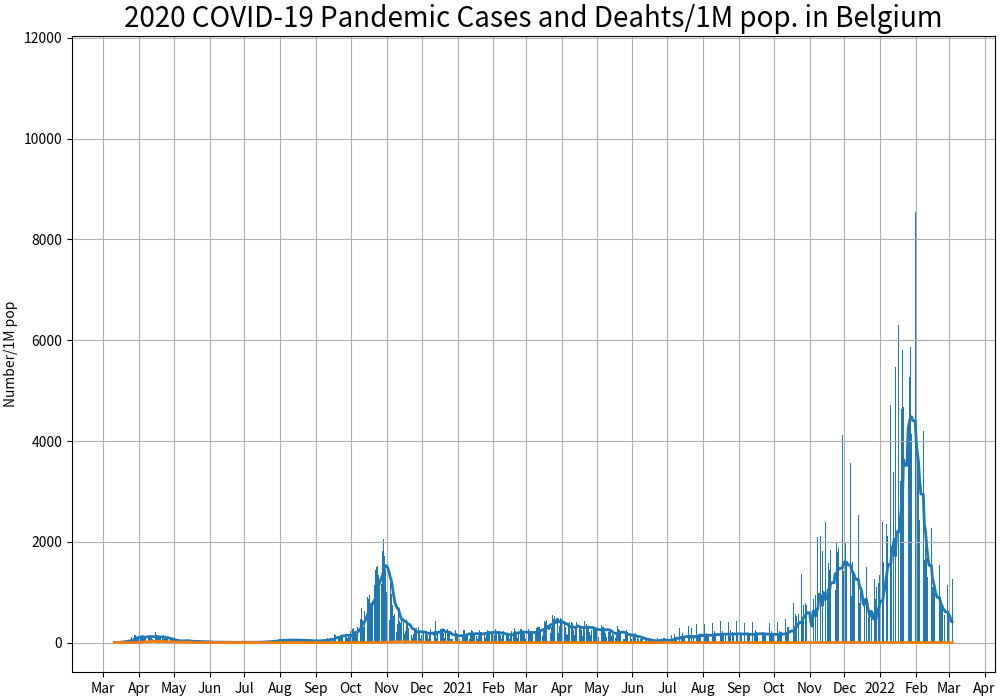 2020 COVID-19 Pandemic Cases and Deahts/1M pop. in Belgium
12000
10000
8000
6000
4000
2000
0
Number/1M pop
Mar Apr May Jun Jul Aug Sep Oct Nov Dec 2021 Feb Mar Apr May Jun Jul Aug Sep Oct Nov Dec 2022 Feb Mar Apr